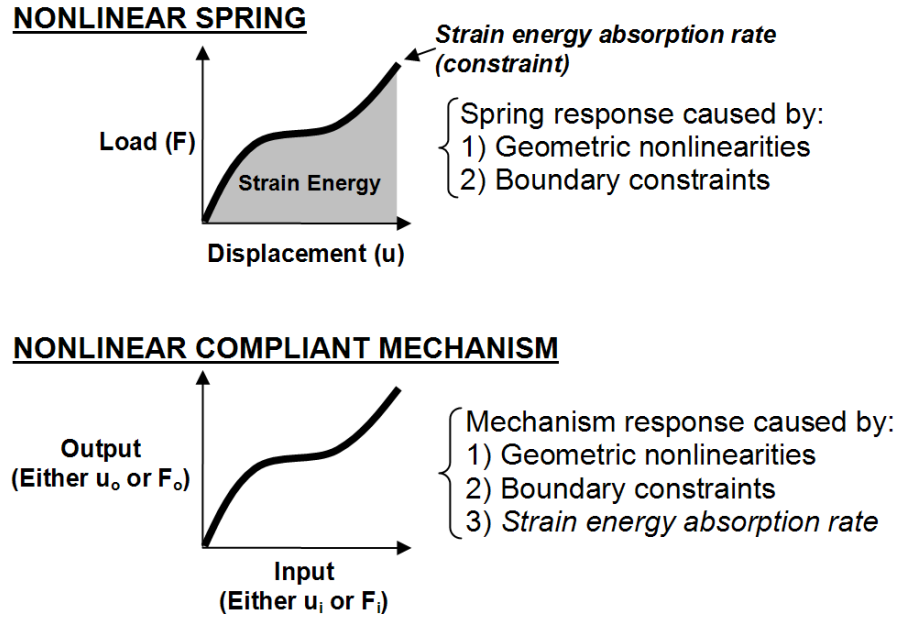 NONLINEAR SPRING
Strain energy absorption rate
(constraint)
Load (F)
Strain Energy
Displacement (u)
Spring response caused by:
1) Geometric nonlinearities
2) Boundary constraints
NONLINEAR COMPLIANT MECHANISM
Output
(Either uo or Fo)
Input
(Either ui or Fi)
Mechanism response caused by:
1) Geometric nonlinearities
2) Boundary constraints
3) Strain energy absorption rate